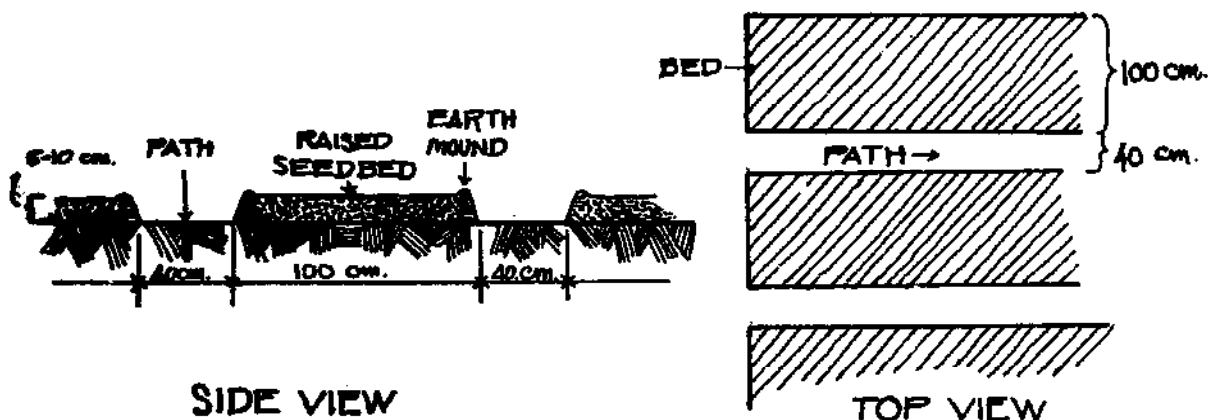 8-10 cm.
PATH
RAISED
SEEDBED
EARTH
MOUND
40cm.
100 cm.
40 cm.
SIDE VIEW
BED
100 cm.
PATH
40 cm.
TOP VIEW